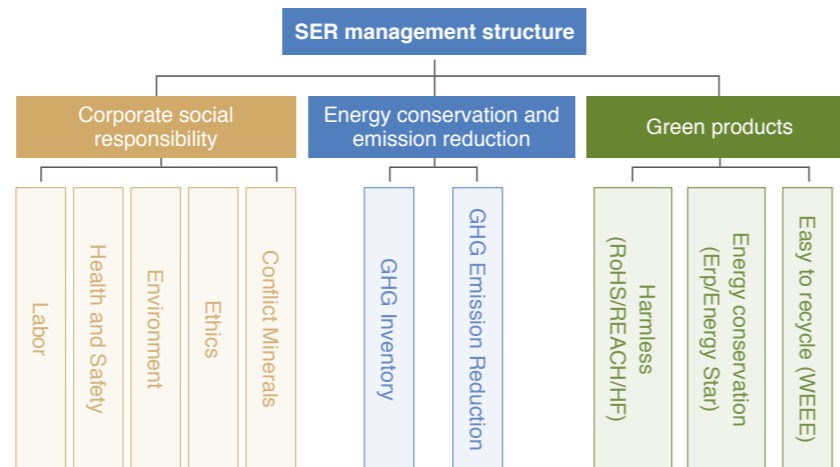 SER management structure
Corporate social
responsibility
Energy conservation and
emission reduction
Green products
Labor
Health and Safety
Environment
Ethics
Conflict Minerals
GHG Inventory
GHG Emission Reduction
Harmless
(RoHS/REACH/HF)
Energy conservation
(Erp/Energy Star)
Easy to recycle (WEEE)